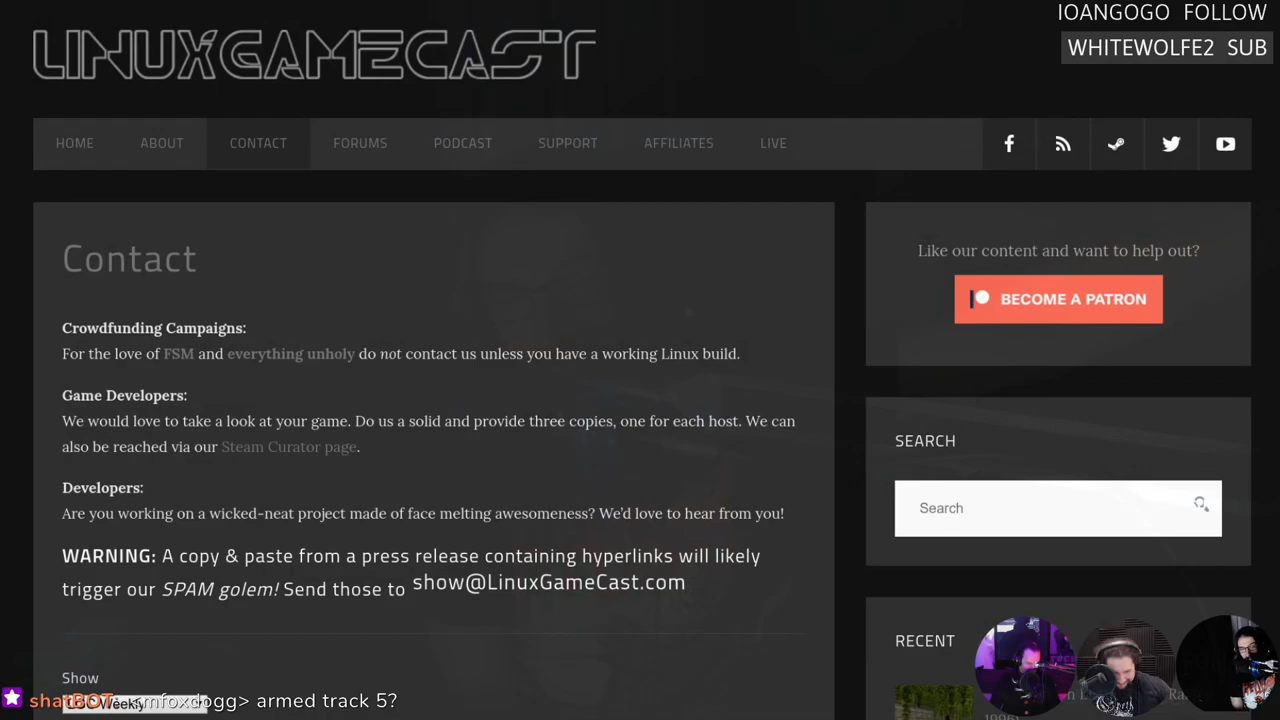 IOANGOGO FOLLOW
WHITEWOLFE2 SUB
LINUXGAMECAST
HOME ABOUT CONTACT FORUMS PODCAST SUPPORT AFFILIATES LIVE
Contact
Crowdfunding Campaigns:
For the love of FSM and everything unholy do not contact us unless you have a working Linux build.
Game Developers:
We would love to take a look at your game. Do us a solid and provide three copies, one for each host. We can
also be reached via our Steam Curator page.
Developers:
Are you working on a wicked-neat project made of face melting awesomeness? We'd love to hear from you!
WARNING: A copy & paste from a press release containing hyperlinks will likely
trigger our SPAM golem! Send those to show@LinuxGameCast.com
Show
Weekly
shatBOT <mfoxdogg> armed track 5?
Like our content and want to help out?
BECOME A PATRON
SEARCH
Search
RECENT
1996)